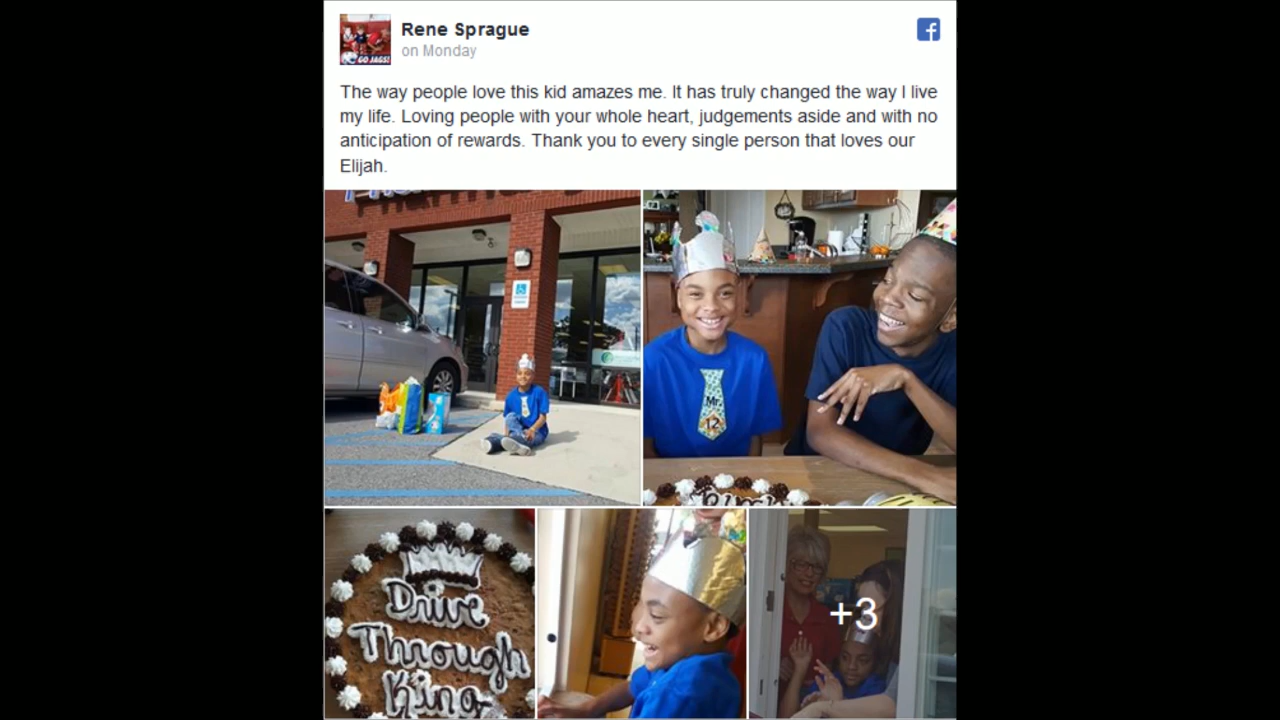 Rene Sprague
on Monday
The way people love this kid amazes me. It has truly changed the way I live
my life. Loving people with your whole heart, judgements aside and with no
anticipation of rewards. Thank you to every single person that loves our
Elijah.
Mr.
12
Drive
Through
King
+3
GO JAGS!